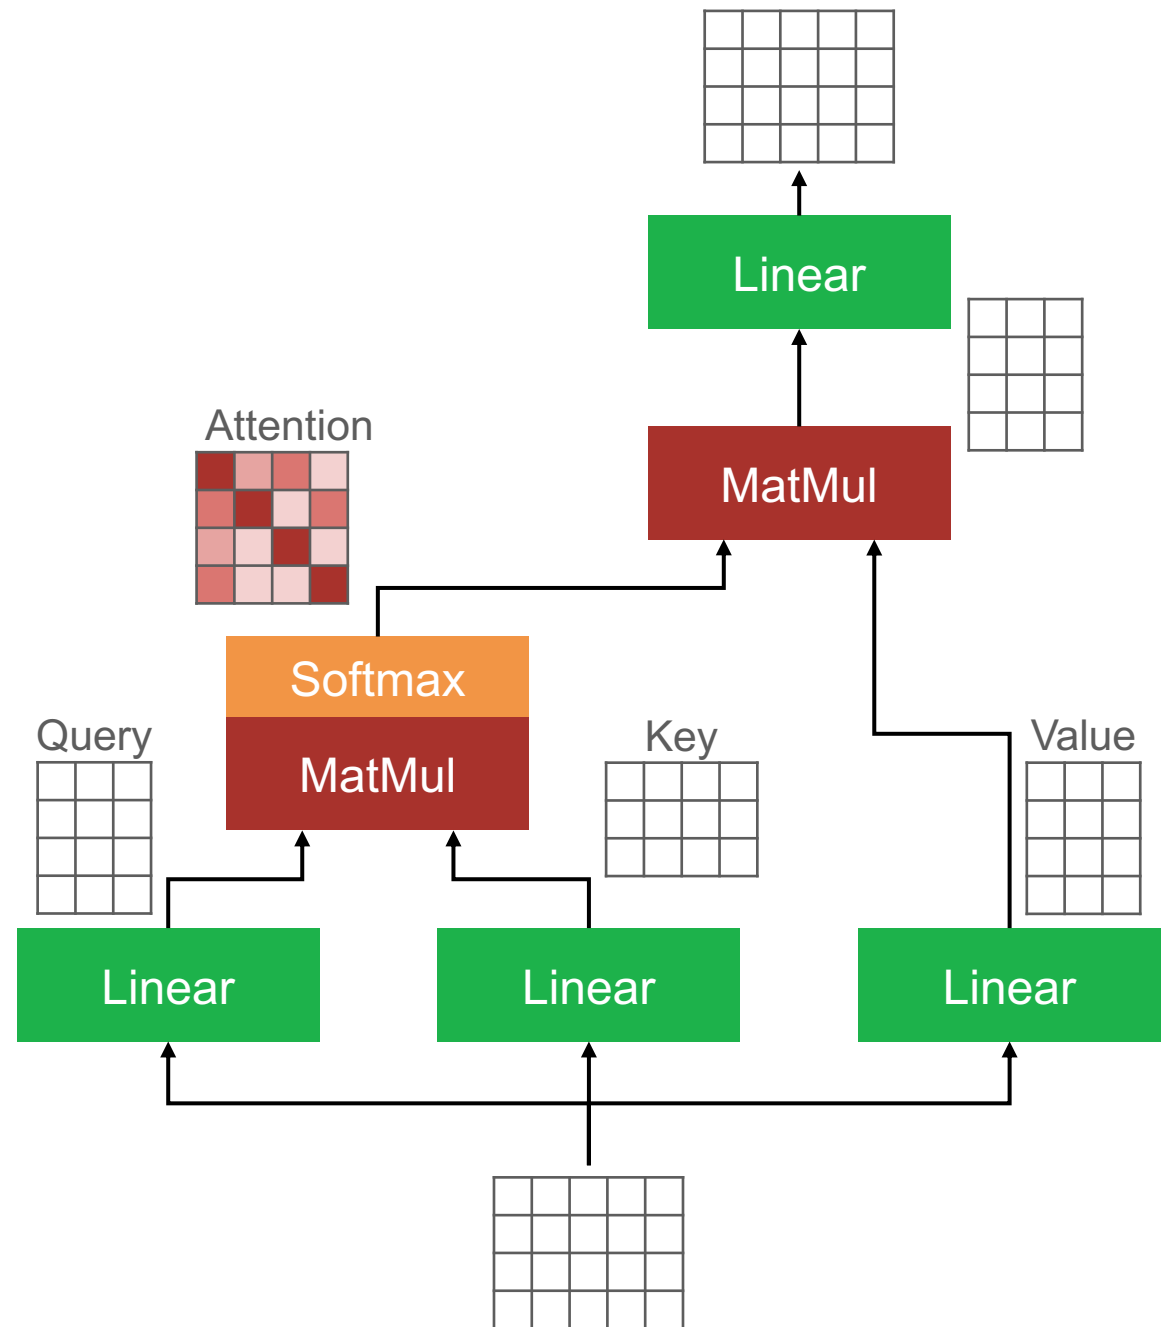 Linear
MatMul
Attention
Softmax
MatMul
Query
Key
Value
Linear
Linear
Linear